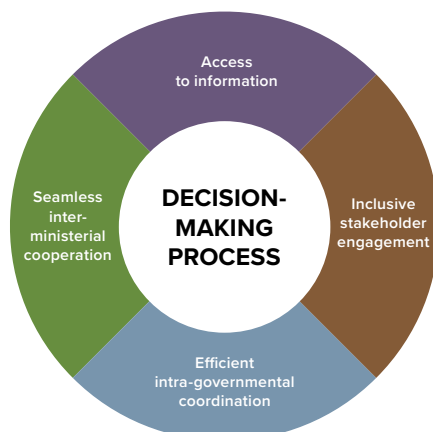 Access
to information
Seamless
inter-
ministerial
cooperation
DECISION-
MAKING
PROCESS
Inclusive
stakeholder
engagement
Efficient
intra-governmental
coordination